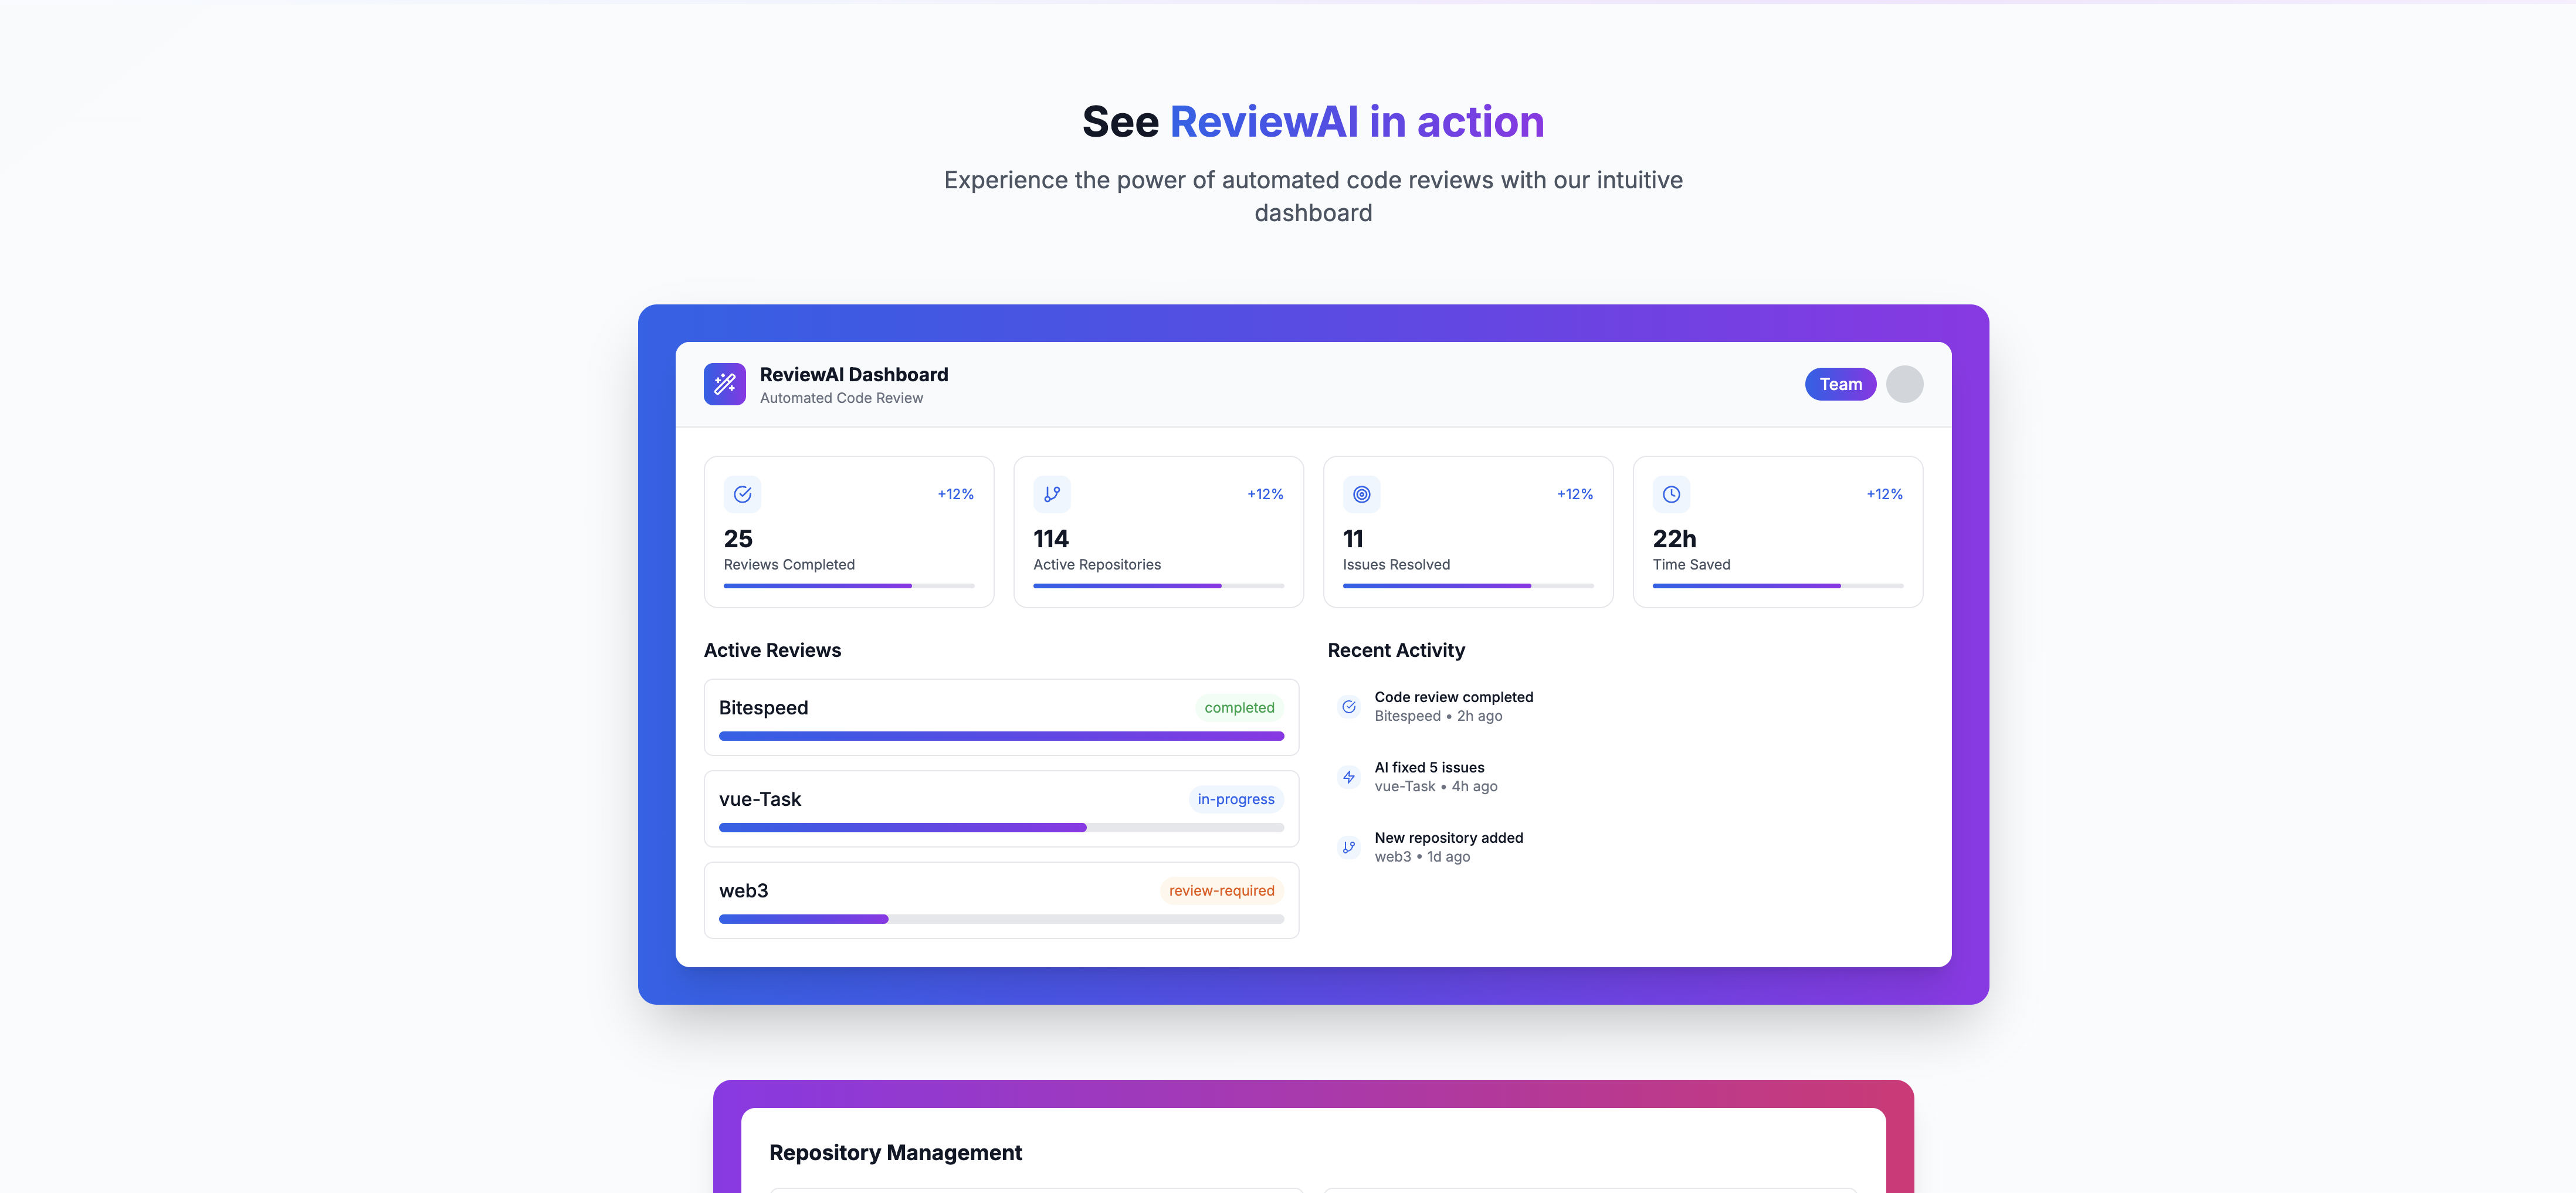 See ReviewAI in action
Experience the power of automated code reviews with our intuitive
dashboard
ReviewAI Dashboard
Automated Code Review
Team
+12%
25
Reviews Completed
+12%
114
Active Repositories
+12%
11
Issues Resolved
+12%
22h
Time Saved
Active Reviews
Bitespeed
completed
vue-Task
in-progress
web3
review-required
Recent Activity
Code review completed
Bitespeed • 2h ago
AI fixed 5 issues
vue-Task • 4h ago
New repository added
web3 • 1d ago
Repository Management